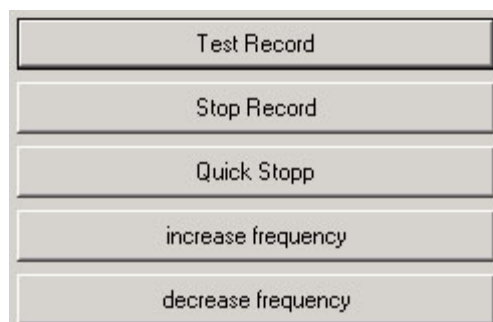 Test Record
Stop Record
Quick Stopp
increase frequency
decrease frequency